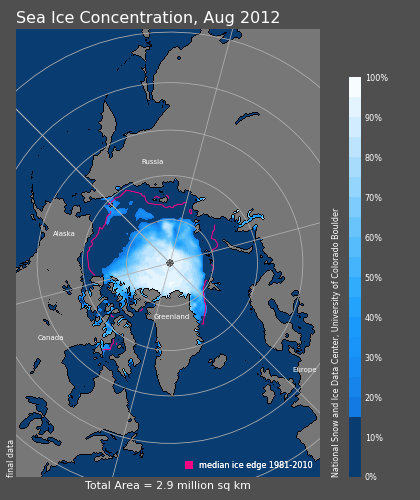 Sea Ice Concentration, Aug 2012
Russia
Alaska
Greenland
Canada
Europe
median ice edge 1981-2010
final data
Total Area = 2.9 million sq km
100%
90%
80%
70%
60%
50%
40%
30%
20%
10%
0%
National Snow and Ice Data Center, University of Colorado Boulder